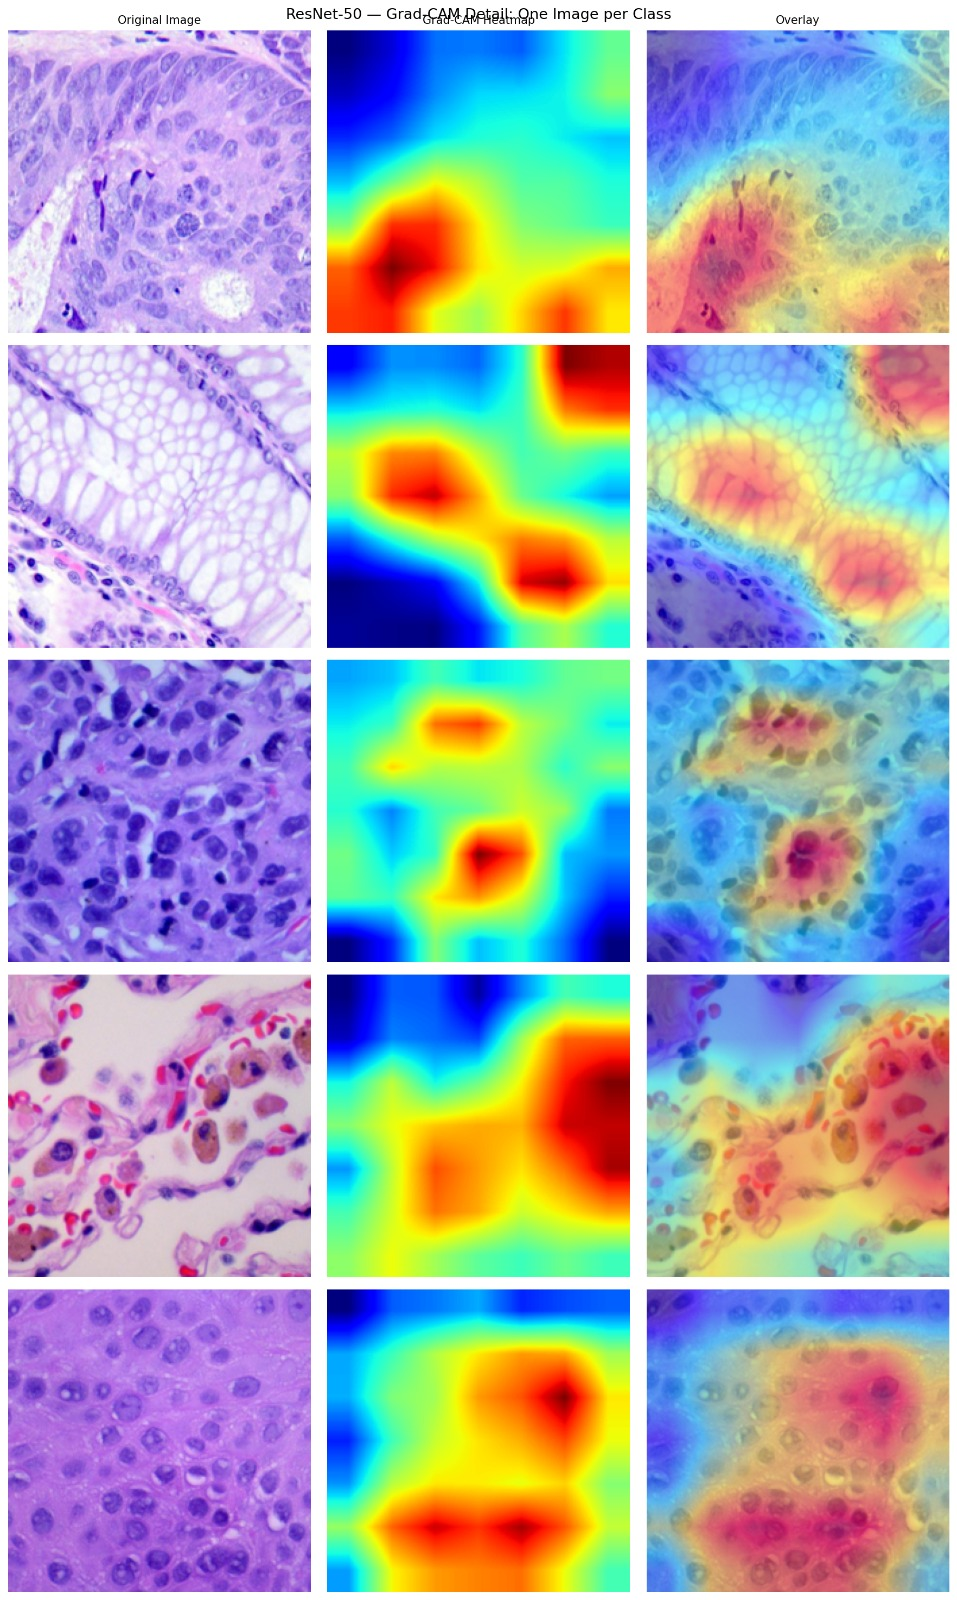 ResNet-50 — Grad-CAM Detail: One Image per Class
Original Image
Grad-CAM Heatmap
Overlay